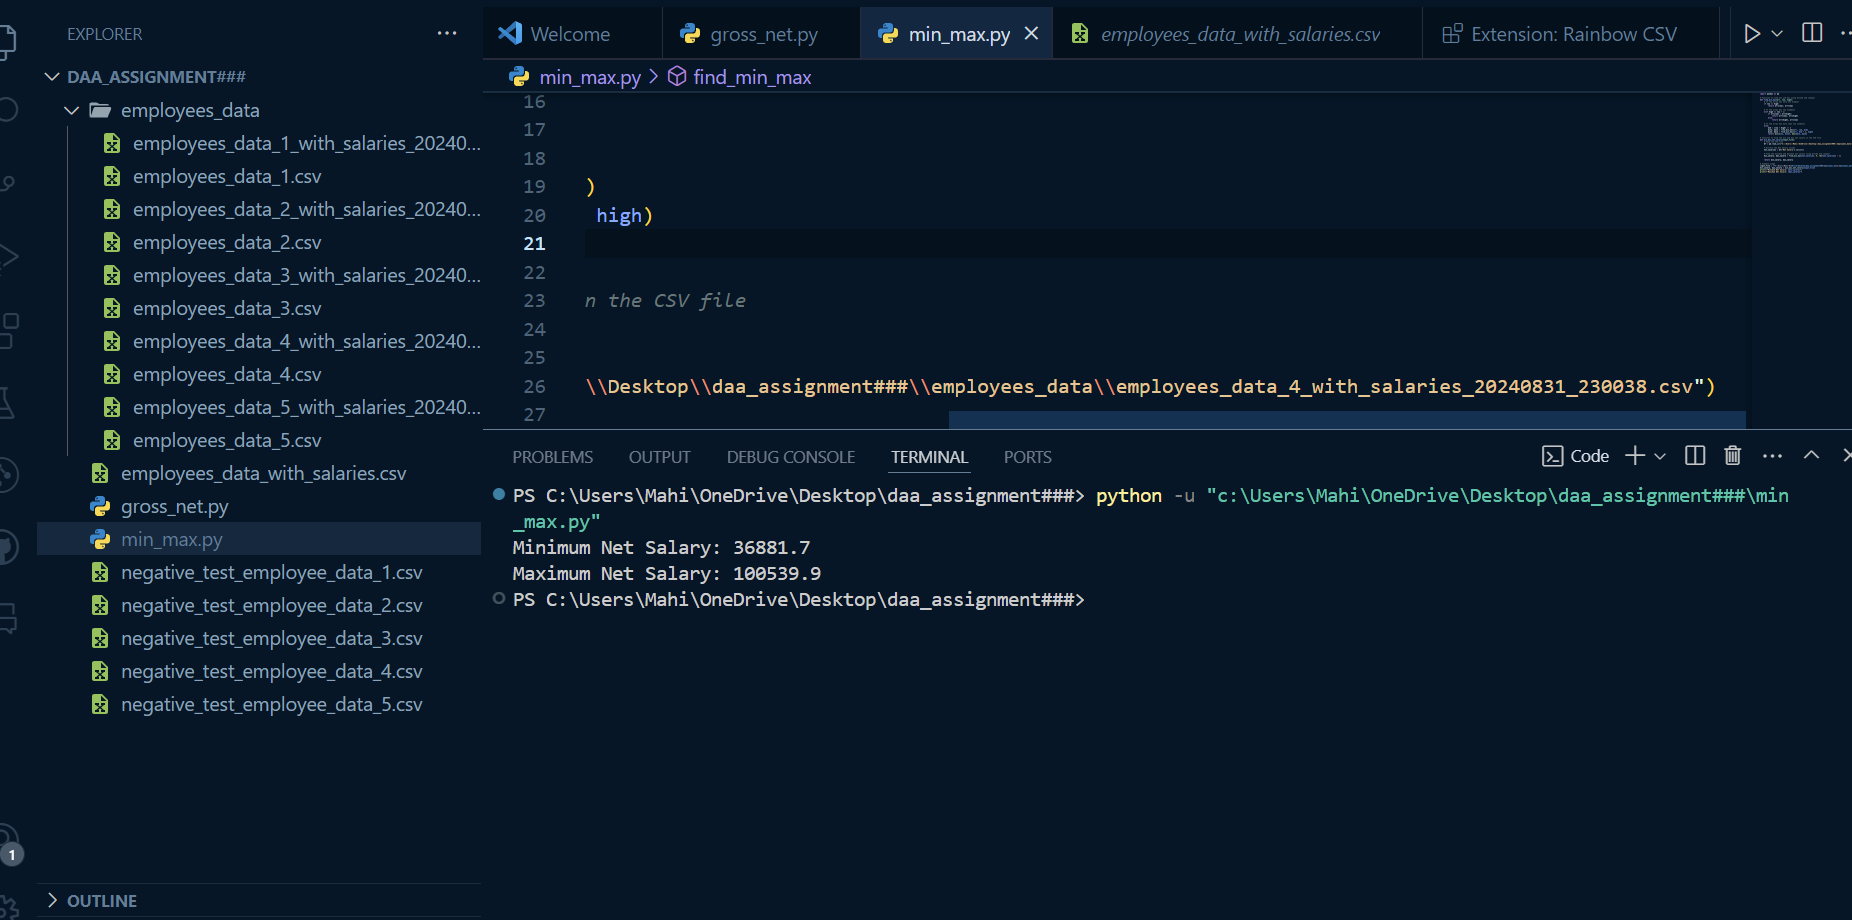 EXPLORER
DAA_ASSIGNMENT###
employees_data
employees_data_1_with_salaries_20240...
employees_data_1.csv
employees_data_2_with_salaries_20240...
employees_data_2.csv
employees_data_3_with_salaries_20240...
employees_data_3.csv
employees_data_4_with_salaries_20240...
employees_data_4.csv
employees_data_5_with_salaries_20240...
employees_data_5.csv
employees_data_with_salaries.csv
gross_net.py
min_max.py
negative_test_employee_data_1.csv
negative_test_employee_data_2.csv
negative_test_employee_data_3.csv
negative_test_employee_data_4.csv
negative_test_employee_data_5.csv
1
OUTLINE
Welcome gross_net.py min_max.py employees_data_with_salaries.csv Extension: Rainbow CSV
min_max.py > find_min_max
16
17
18
19 )
20 high)
21
22
23 n the CSV file
24
25
26 \\Desktop\\daa_assignment###\\employees_data\\employees_data_4_with_salaries_20240831_230038.csv")
27
PROBLEMS OUTPUT DEBUG CONSOLE TERMINAL PORTS Code
PS C:\Users\Mahi\OneDrive\Desktop\daa_assignment###> python -u "c:\Users\Mahi\OneDrive\Desktop\daa_assignment###\min
_max.py"
Minimum Net Salary: 36881.7
Maximum Net Salary: 100539.9
PS C:\Users\Mahi\OneDrive\Desktop\daa_assignment###>